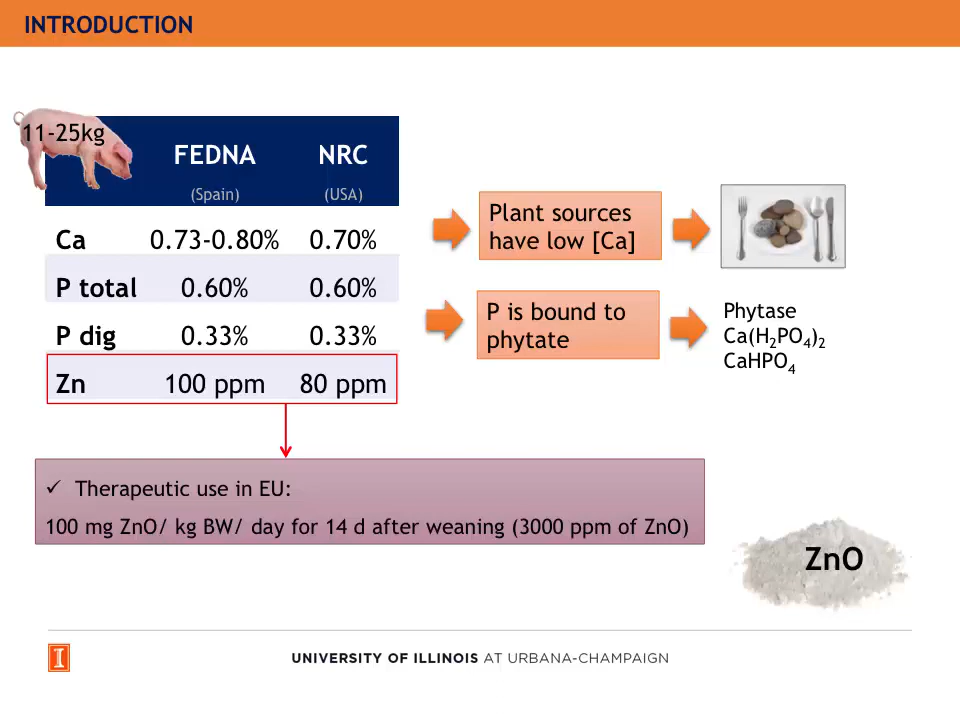 INTRODUCTION
11-25kg
FEDNA NRC
(Spain) (USA)
Ca 0.73-0.80% 0.70%
P total 0.60% 0.60%
P dig 0.33% 0.33%
Zn 100 ppm 80 ppm
Plant sources
have low [Ca]
P is bound to
phytate
Phytase
Ca(H₂PO₄)₂
CaHPO₄
✓ Therapeutic use in EU:
100 mg ZnO/ kg BW/ day for 14 d after weaning (3000 ppm of ZnO)
ZnO
I
UNIVERSITY OF ILLINOIS AT URBANA-CHAMPAIGN